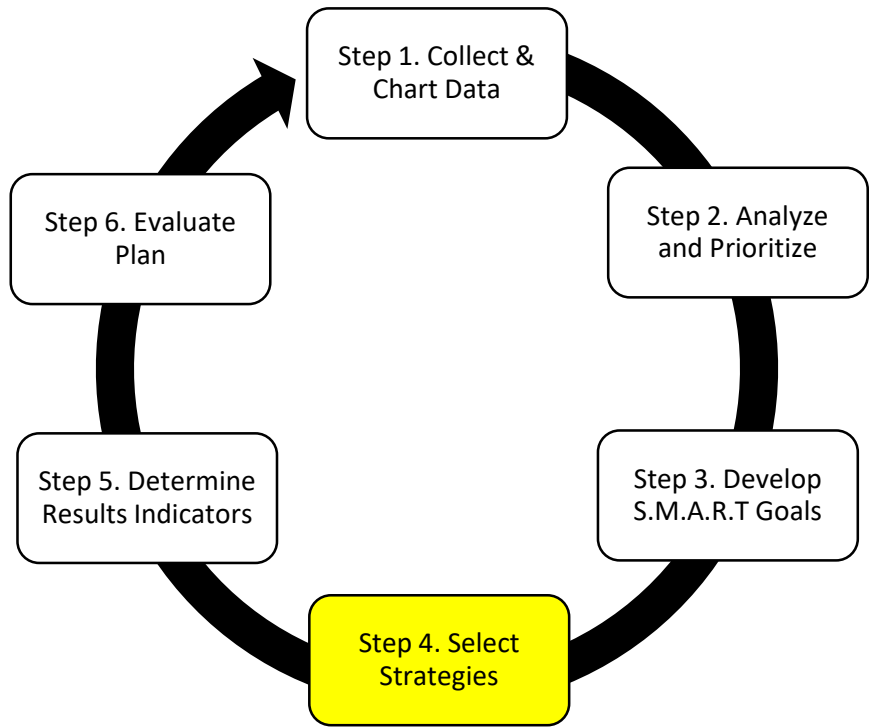 Step 1. Collect &
Chart Data
Step 2. Analyze
and Prioritize
Step 3. Develop
S.M.A.R.T Goals
Step 4. Select
Strategies
Step 5. Determine
Results Indicators
Step 6. Evaluate
Plan